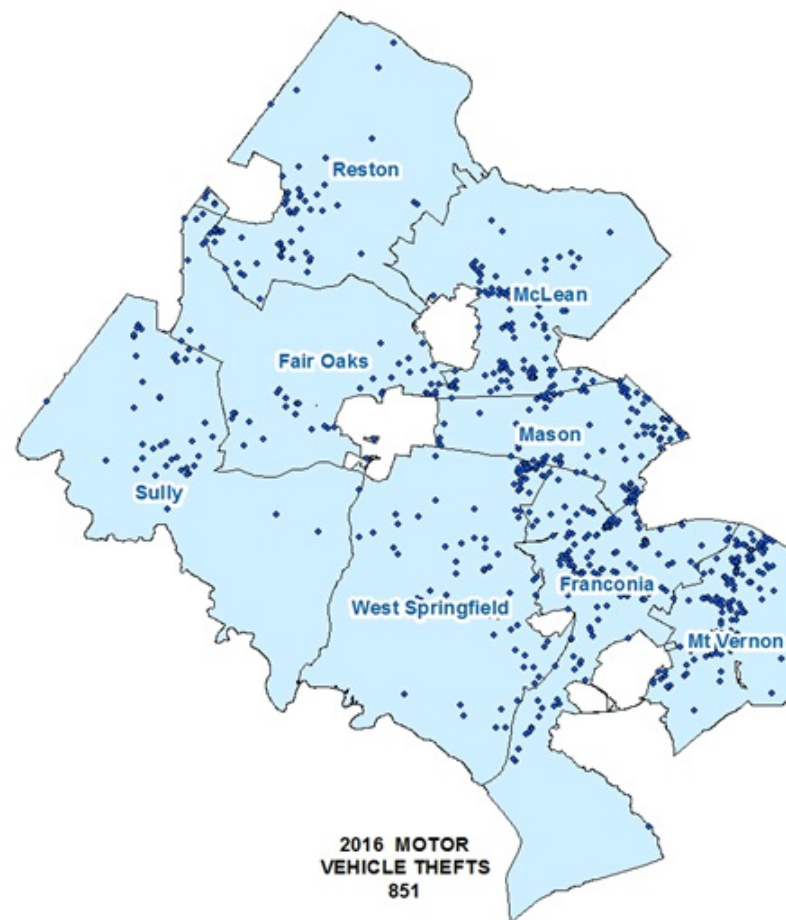 Reston
McLean
Fair Oaks
Mason
Sully
Franconia
West Springfield
Mt Vernon
2016 MOTOR
VEHICLE THEFTS
851